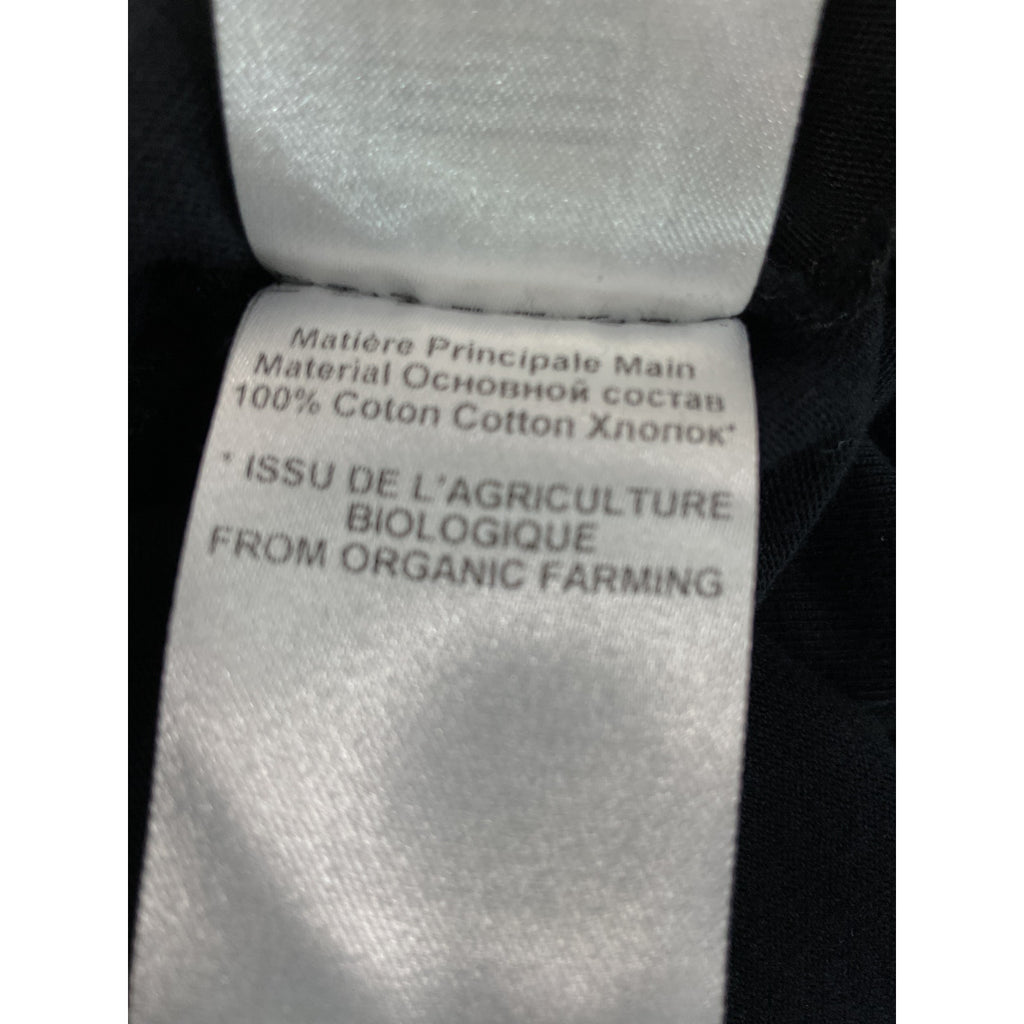 Matière Principale Main
Material Основной состав
100% Coton Cotton Хлопок*
* ISSU DE L'AGRICULTURE
BIOLOGIQUE
FROM ORGANIC FARMING